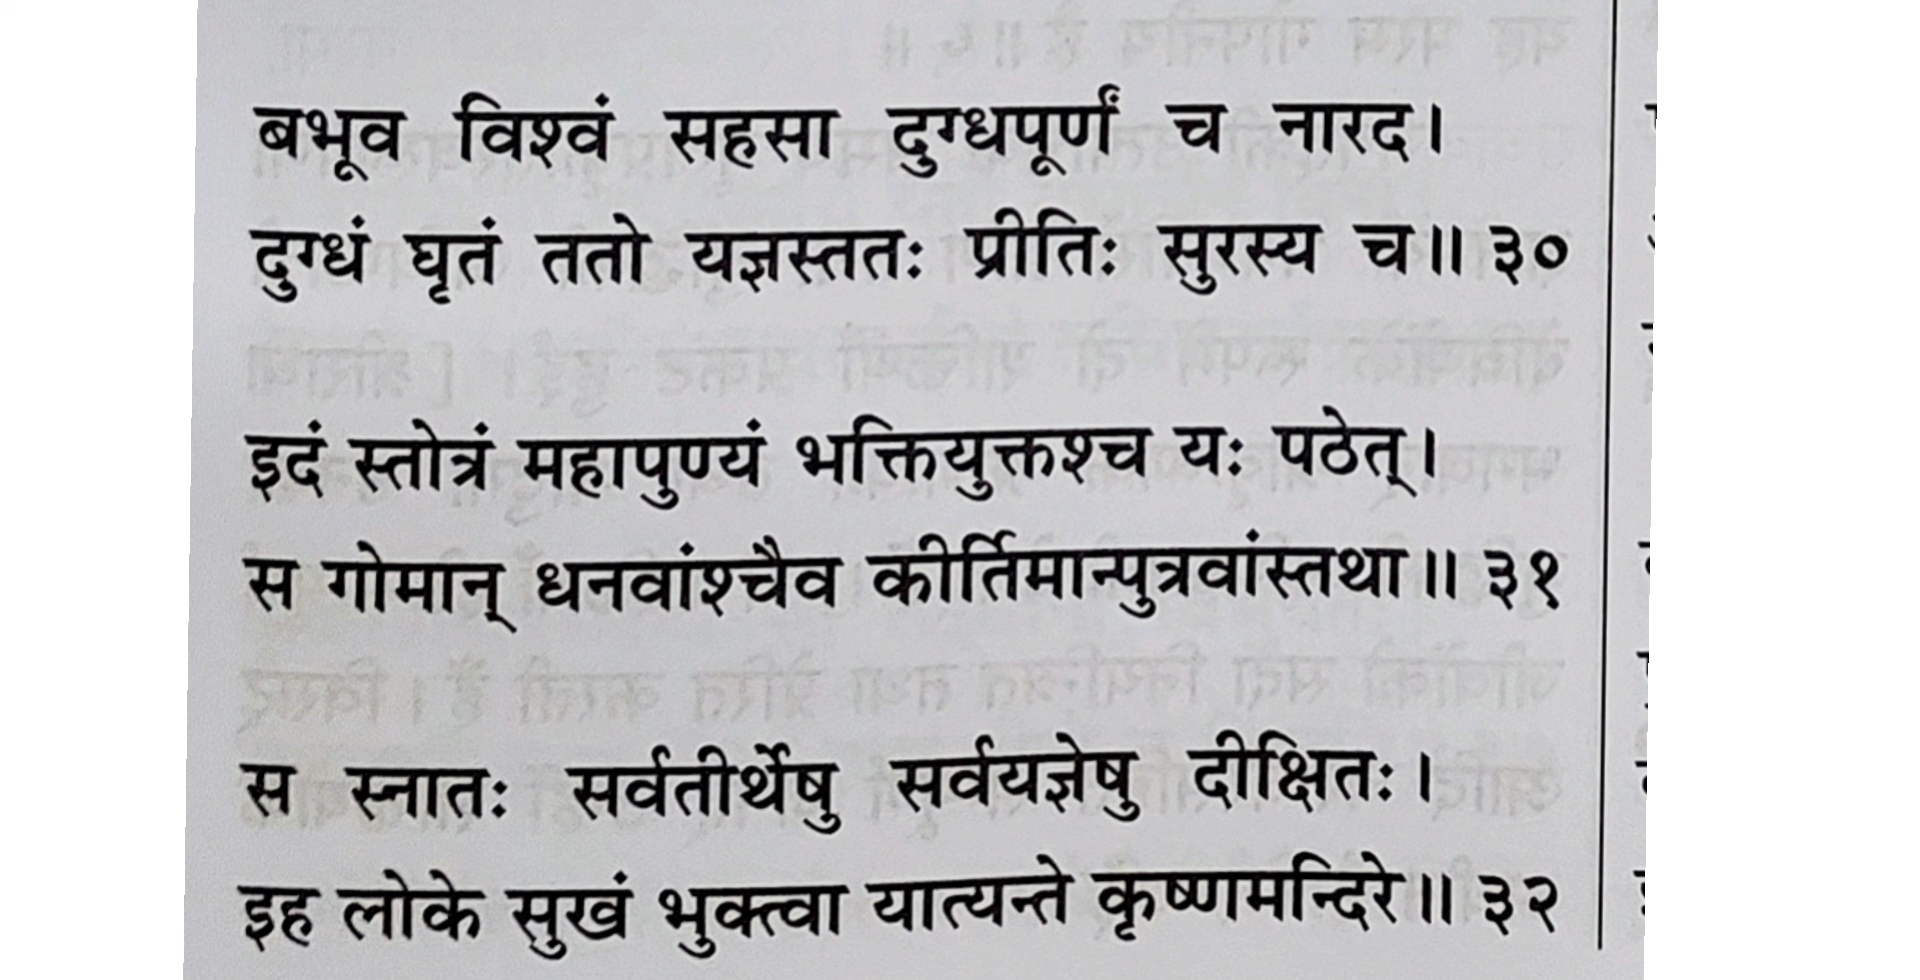 बभूव विश्वं सहसा दुग्धपूर्णं च नारद।
दुग्धं घृतं ततो यज्ञस्ततः प्रीतिः सुरस्य च॥ ३०
इदं स्तोत्रं महापुण्यं भक्तियुक्तश्च यः पठेत्।
स गोमान् धनवांश्चैव कीर्तिमान्पुत्रवांस्तथा॥ ३१
स स्नातः सर्वतीर्थेषु सर्वयज्ञेषु दीक्षितः।
इह लोके सुखं भुक्त्वा यात्यन्ते कृष्णमन्दिरे॥ ३२